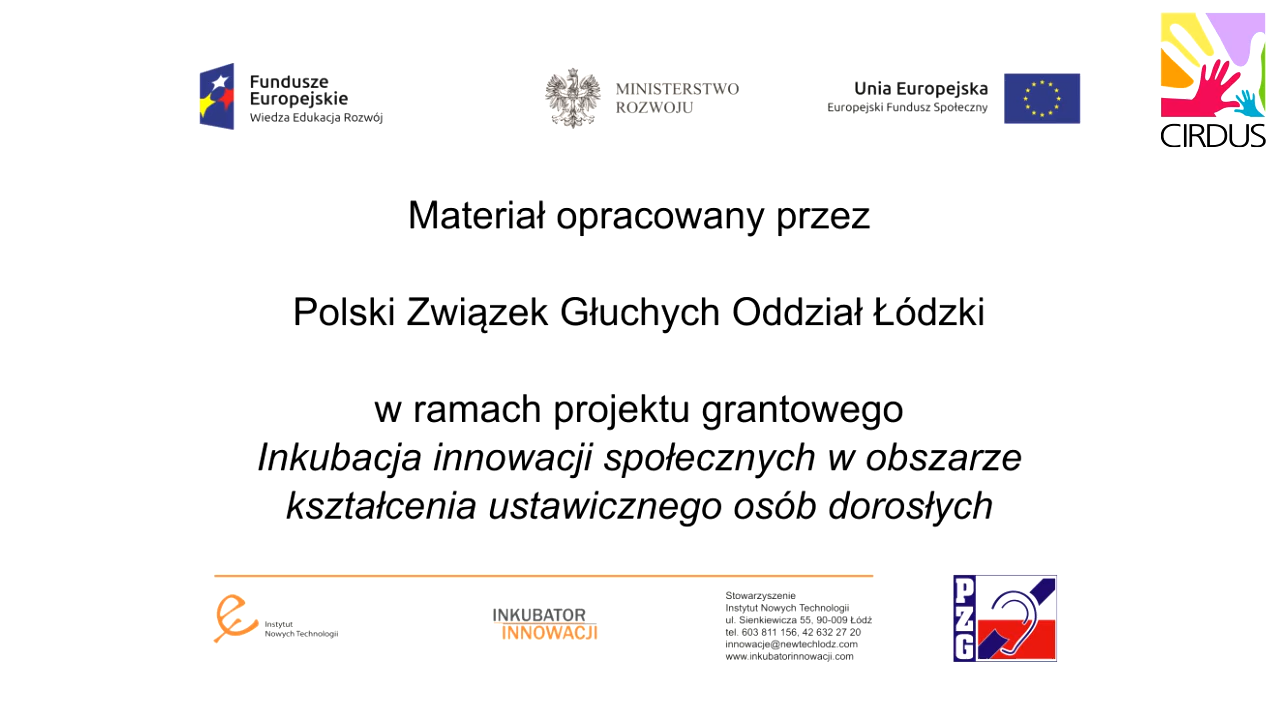 Fundusze
Europejskie
Wiedza Edukacja Rozwój
MINISTERSTWO
ROZWOJU
Unia Europejska
Europejski Fundusz Społeczny
CIRDUS
Materiał opracowany przez
Polski Związek Głuchych Oddział Łódzki
w ramach projektu grantowego
Inkubacja innowacji społecznych w obszarze
kształcenia ustawicznego osób dorosłych
Instytut
Nowych Technologii
INKUBATOR
INNOWACJI
Stowarzyszenie
Instytut Nowych Technologii
ul. Sienkiewicza 55, 90-009 Łódź
tel. 603 811 156, 42 632 27 20
innowacje@newtechlodz.com
www.inkubatorinnowacji.com
PZG